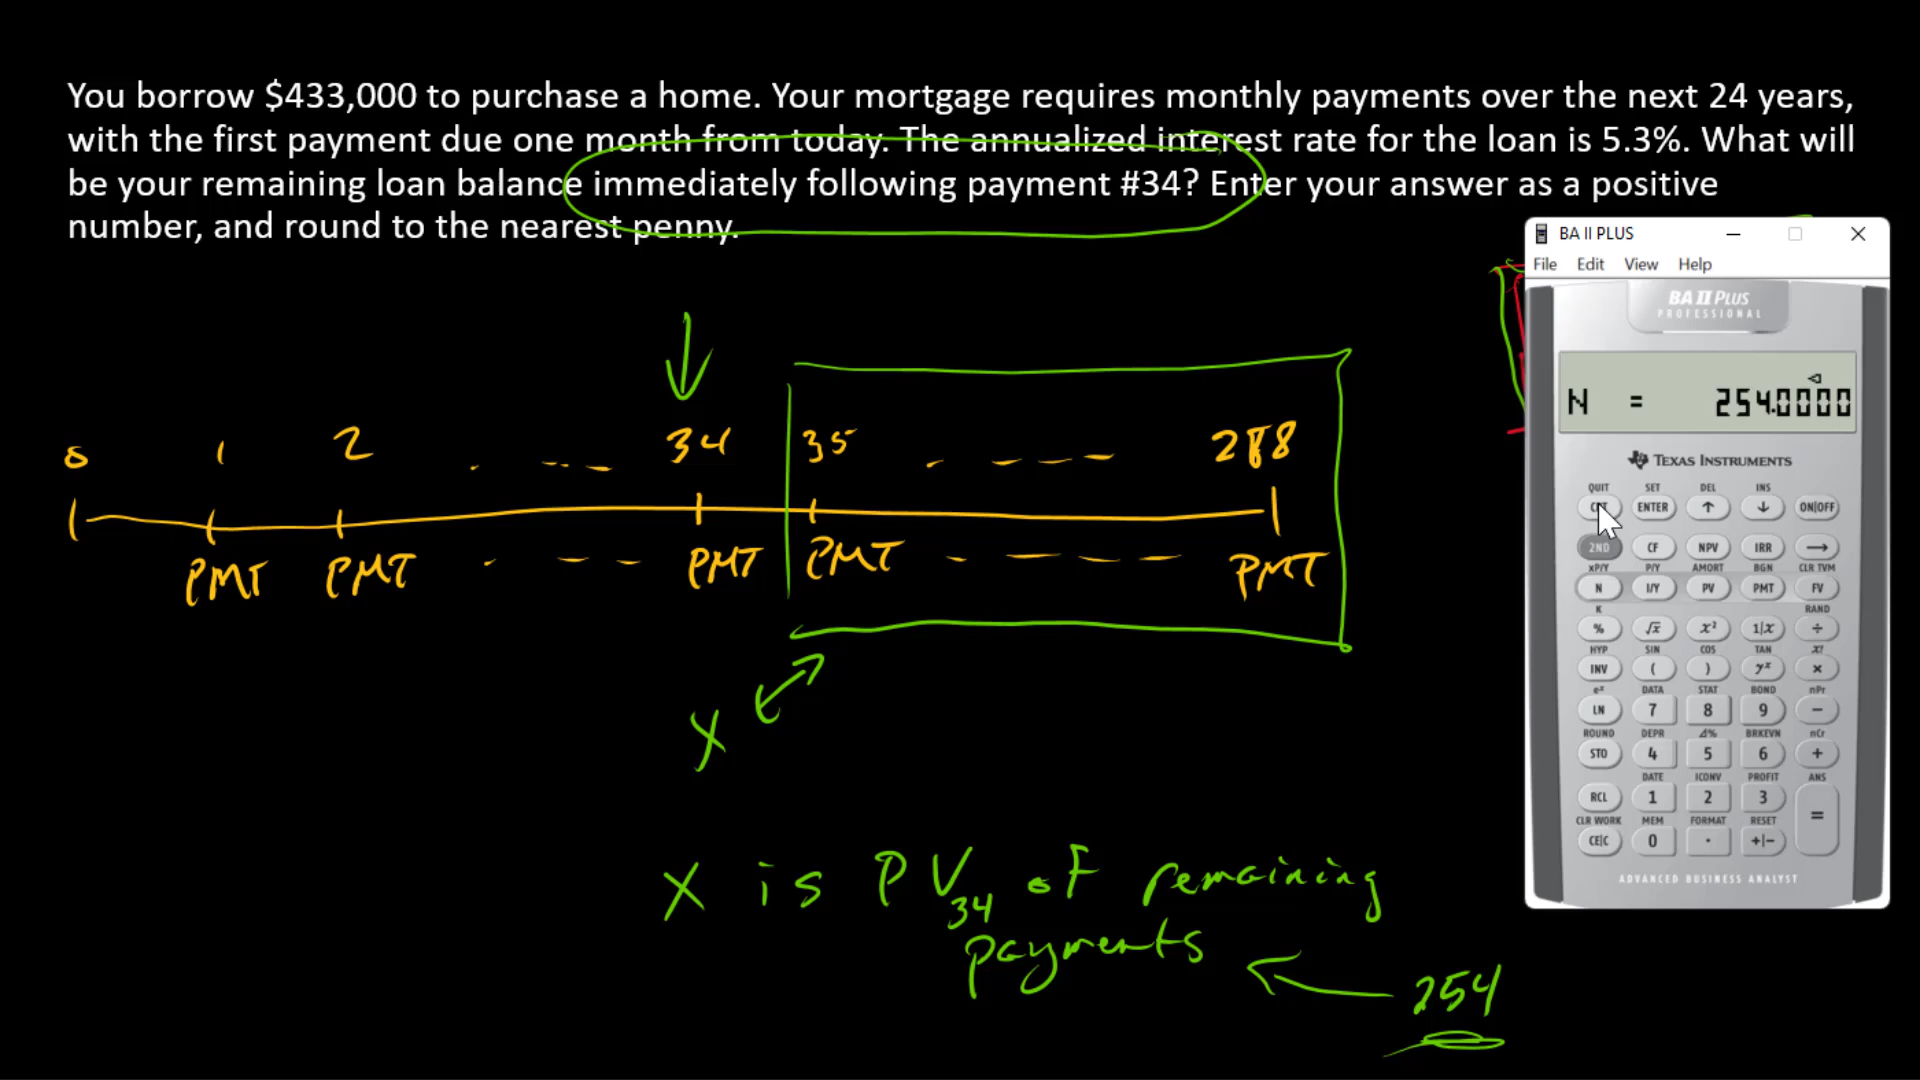 You borrow $433,000 to purchase a home. Your mortgage requires monthly payments over the next 24 years,
with the first payment due one month from today. The annualized interest rate for the loan is 5.3%. What will
be your remaining loan balance immediately following payment #34? Enter your answer as a positive
number, and round to the nearest penny.
0 1 2 . - - - 34 35 . - - - - 288
PMT PMT . - - - PMT PMT - - - - - PMT
X
X is PV34 of remaining
payments
254
BA II PLUS
File Edit View Help
BA II PLUS
PROFESSIONAL
N = 254.0000
TEXAS INSTRUMENTS
QUIT SET DEL INS
ENTER ↑ ↓ ON|OFF
2ND CF NPV IRR →
xP/Y P/Y AMORT BGN CLR TVM
N I/Y PV PMT FV
K RAND
% √x x² 1/x ÷
HYP SIN COS TAN x!
INV ( ) yˣ ×
eˣ DATA STAT BOND nPr
LN 7 8 9 −
ROUND DEPR Δ% BRKEVN nCr
STO 4 5 6 +
DATE ICONV PROFIT ANS
RCL 1 2 3 =
CLR WORK MEM FORMAT RESET
CE|C 0 . +|−
ADVANCED BUSINESS ANALYST